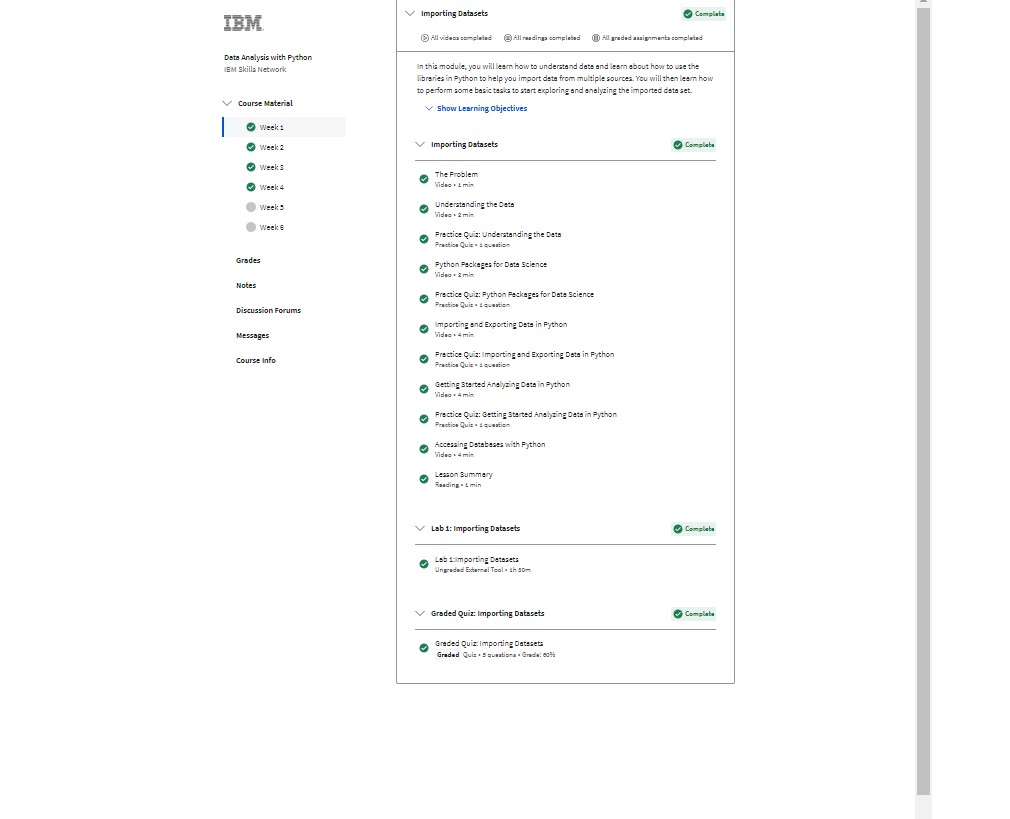 IBM
Data Analysis with Python
IBM Skills Network
Course Material
Week 1
Week 2
Week 3
Week 4
Week 5
Week 6
Grades
Notes
Discussion Forums
Messages
Course Info
Importing Datasets
Complete
All videos completed
All readings completed
All graded assignments completed
In this module, you will learn how to understand data and learn about how to use the
libraries in Python to help you import data from multiple sources. You will then learn how
to perform some basic tasks to start exploring and analyzing the imported data set.
Show Learning Objectives
Importing Datasets
Complete
The Problem
Video • 1 min
Understanding the Data
Video • 2 min
Practice Quiz: Understanding the Data
Practice Quiz • 1 question
Python Packages for Data Science
Video • 2 min
Practice Quiz: Python Packages for Data Science
Practice Quiz • 1 question
Importing and Exporting Data in Python
Video • 4 min
Practice Quiz: Importing and Exporting Data in Python
Practice Quiz • 1 question
Getting Started Analyzing Data in Python
Video • 4 min
Practice Quiz: Getting Started Analyzing Data in Python
Practice Quiz • 1 question
Accessing Databases with Python
Video • 4 min
Lesson Summary
Reading • 1 min
Lab 1: Importing Datasets
Complete
Lab 1:Importing Datasets
Ungraded External Tool • 1h 30m
Graded Quiz: Importing Datasets
Complete
Graded Quiz: Importing Datasets
Graded Quiz • 5 questions • Grade: 60%